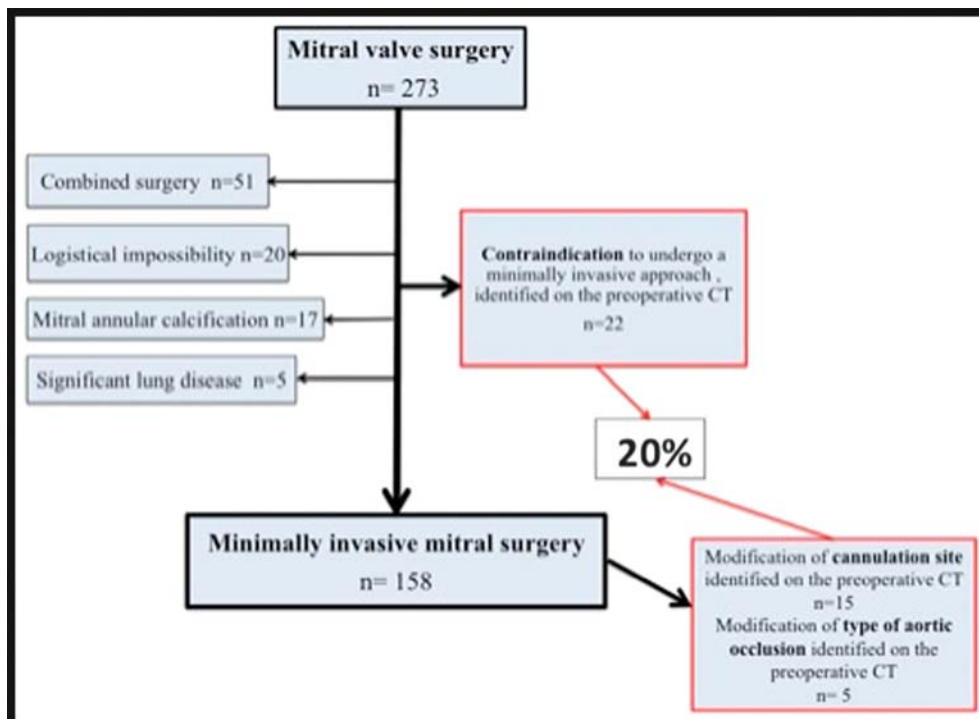 Mitral valve surgery
n= 273
Combined surgery n=51
Logistical impossibility n=20
Mitral annular calcification n=17
Significant lung disease n=5
Contraindication to undergo a
minimally invasive approach ,
identified on the preoperative CT
n=22
20%
Minimally invasive mitral surgery
n= 158
Modification of cannulation site
identified on the preoperative CT
n=15
Modification of type of aortic
occlusion identified on the
preoperative CT
n= 5